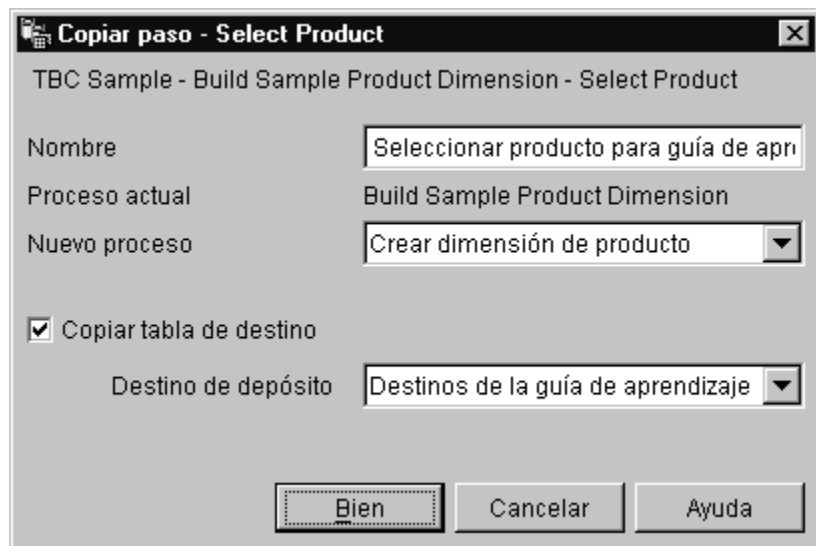 Copiar paso - Select Product
TBC Sample - Build Sample Product Dimension - Select Product
Nombre Seleccionar producto para guía de apr
Proceso actual Build Sample Product Dimension
Nuevo proceso Crear dimensión de producto
Copiar tabla de destino
Destino de depósito Destinos de la guía de aprendizaje
Bien Cancelar Ayuda